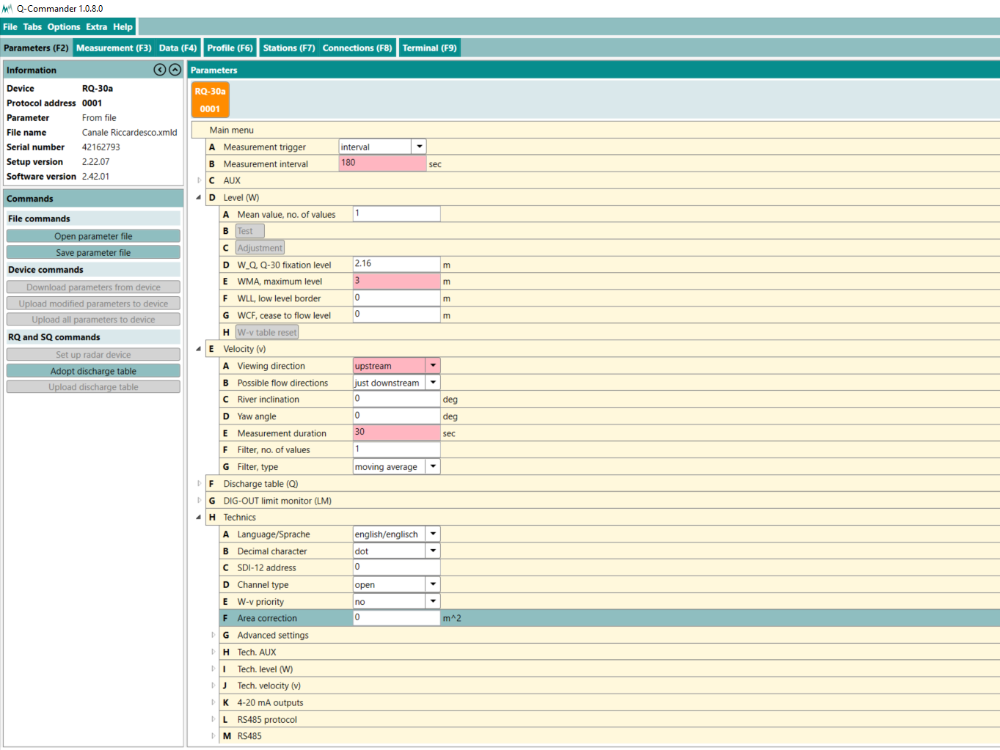 Q-Commander 1.0.8.0
File Tabs Options Extra Help
Parameters (F2) Measurement (F3) Data (F4) Profile (F6) Stations (F7) Connections (F8) Terminal (F9)
Information
Device RQ-30a
Protocol address 0001
Parameter From file
File name Canale Riccardesco.xmld
Serial number 42162793
Setup version 2.22.07
Software version 2.42.01
Commands
File commands
Open parameter file
Save parameter file
Device commands
Download parameters from device
Upload modified parameters to device
Upload all parameters to device
RQ and SQ commands
Set up radar device
Adopt discharge table
Upload discharge table
Parameters
RQ-30a
0001
Main menu
A Measurement trigger interval
B Measurement interval 180 sec
C AUX
D Level (W)
A Mean value, no. of values 1
B Test
C Adjustment
D W_Q, Q-30 fixation level 2.16 m
E WMA, maximum level 3 m
F WLL, low level border 0 m
G WCF, cease to flow level 0 m
H W-v table reset
E Velocity (v)
A Viewing direction upstream
B Possible flow directions just downstream
C River inclination 0 deg
D Yaw angle 0 deg
E Measurement duration 30 sec
F Filter, no. of values 1
G Filter, type moving average
F Discharge table (Q)
G DIG-OUT limit monitor (LM)
H Technics
A Language/Sprache english/englisch
B Decimal character dot
C SDI-12 address 0
D Channel type open
E W-v priority no
F Area correction 0 m^2
G Advanced settings
H Tech. AUX
I Tech. level (W)
J Tech. velocity (v)
K 4-20 mA outputs
L RS485 protocol
M RS485